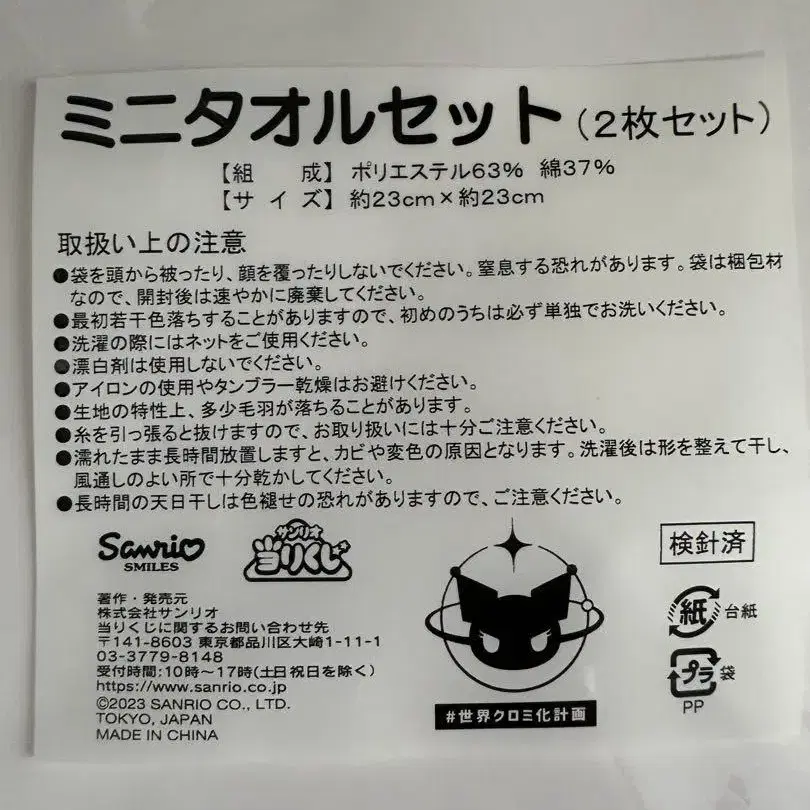 ミニタオルセット（2枚セット）
【組　成】ポリエステル63％ 綿37％
【サイズ】約23cm×約23cm
取扱い上の注意
●袋を頭から被ったり、顔を覆ったりしないでください。窒息する恐れがあります。袋は梱包材
なので、開封後は速やかに廃棄してください。
●最初若干色落ちすることがありますので、初めのうちは必ず単独でお洗いください。
●洗濯の際にはネットをご使用ください。
●漂白剤は使用しないでください。
●アイロンの使用やタンブラー乾燥はお避けください。
●生地の特性上、多少毛羽が落ちることがあります。
●糸を引っ張ると抜けますので、お取り扱いには十分ご注意ください。
●濡れたまま長時間放置しますと、カビや変色の原因となります。洗濯後は形を整えて干し、
風通しのよい所で十分乾かしてください。
●長時間の天日干しは色褪せの恐れがありますので、ご注意ください。
Sanrio
SMILES
サンリオ
当りくじ
著作・発売元
株式会社サンリオ
当りくじに関するお問い合わせ先
〒141-8603 東京都品川区大崎1-11-1
03-3779-8148
受付時間:10時～17時(土日祝日を除く)
https://www.sanrio.co.jp
©2023 SANRIO CO., LTD.
TOKYO, JAPAN
MADE IN CHINA
#世界クロミ化計画
検針済
紙 台紙
プラ 袋
PP